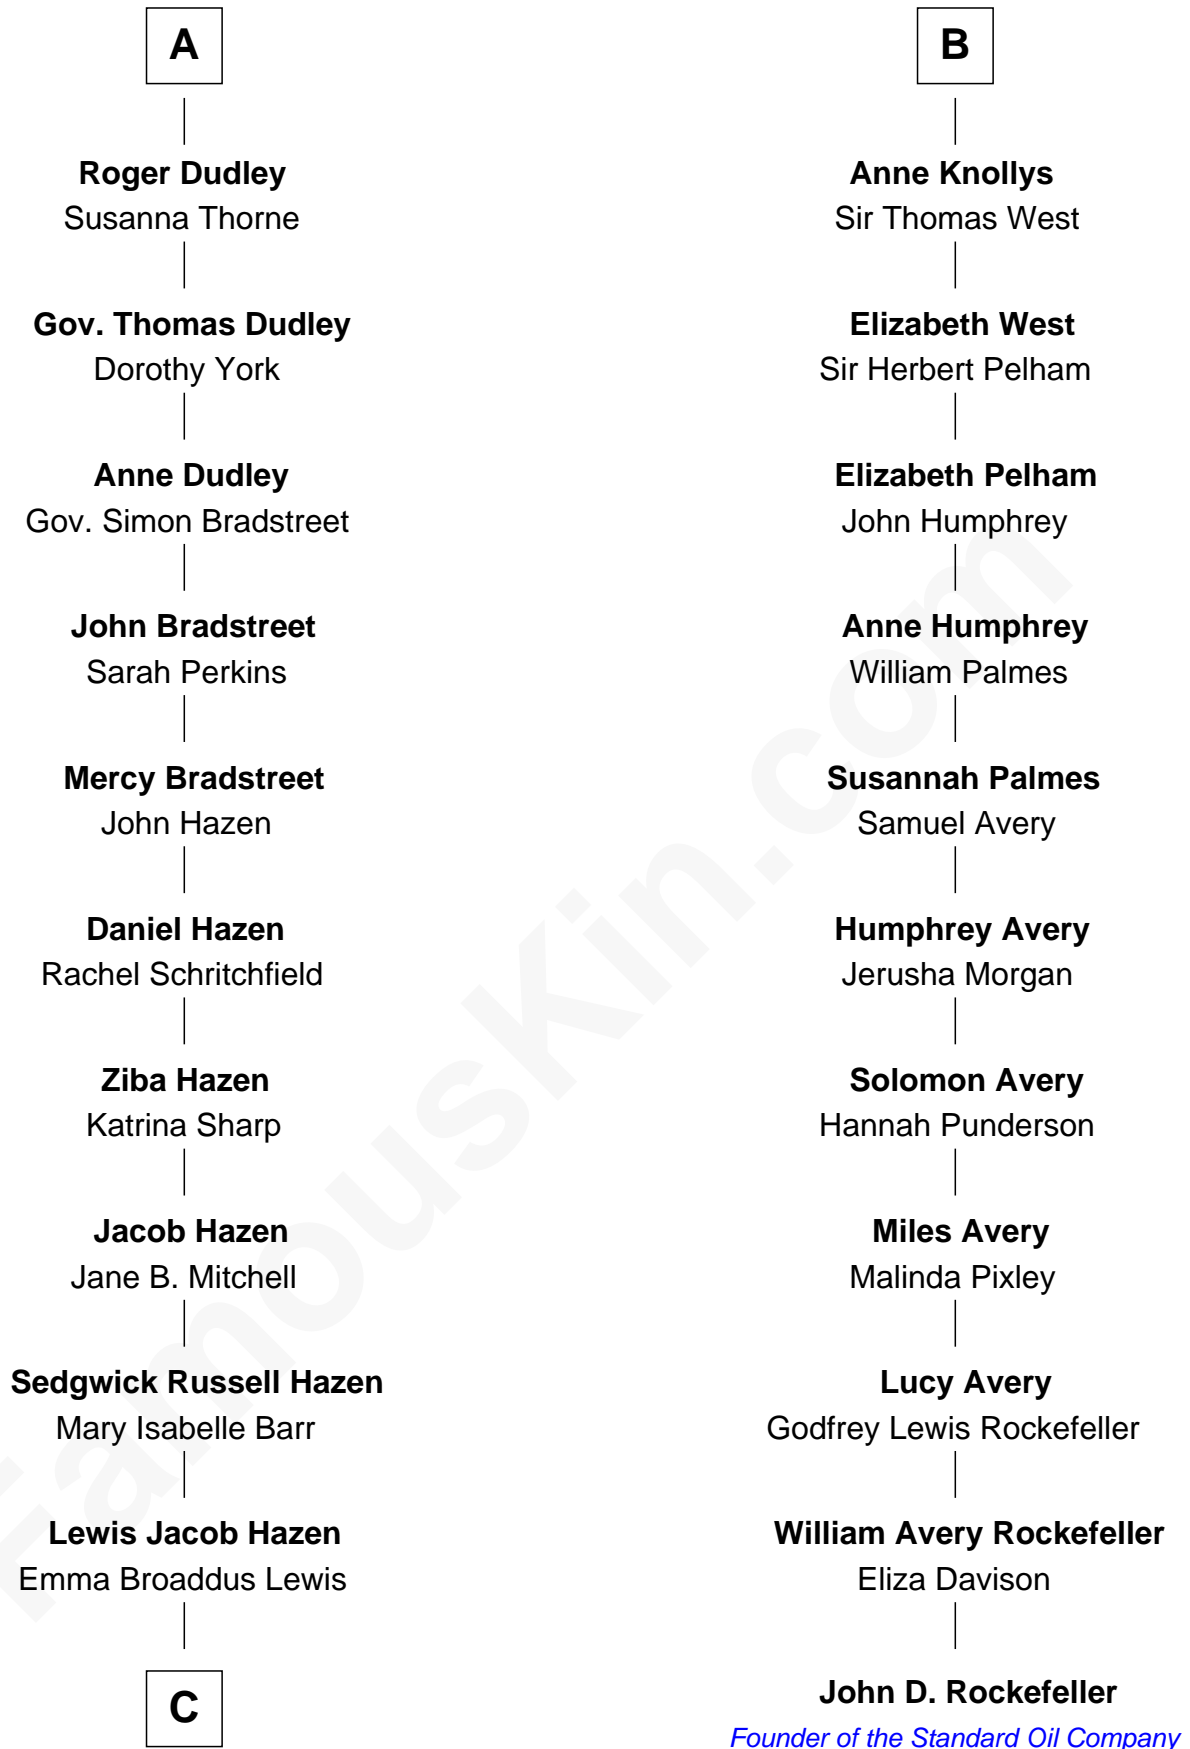 A
Roger Dudley
Susanna Thorne
Gov. Thomas Dudley
Dorothy York
Anne Dudley
Gov. Simon Bradstreet
John Bradstreet
Sarah Perkins
Mercy Bradstreet
John Hazen
Daniel Hazen
Rachel Schritchfield
Ziba Hazen
Katrina Sharp
Jacob Hazen
Jane B. Mitchell
Sedgwick Russell Hazen
Mary Isabelle Barr
Lewis Jacob Hazen
Emma Broaddus Lewis
C
B
Anne Knollys
Sir Thomas West
Elizabeth West
Sir Herbert Pelham
Elizabeth Pelham
John Humphrey
Anne Humphrey
William Palmes
Susannah Palmes
Samuel Avery
Humphrey Avery
Jerusha Morgan
Solomon Avery
Hannah Punderson
Miles Avery
Malinda Pixley
Lucy Avery
Godfrey Lewis Rockefeller
William Avery Rockefeller
Eliza Davison
John D. Rockefeller
Founder of the Standard Oil Company
FamousKin.com